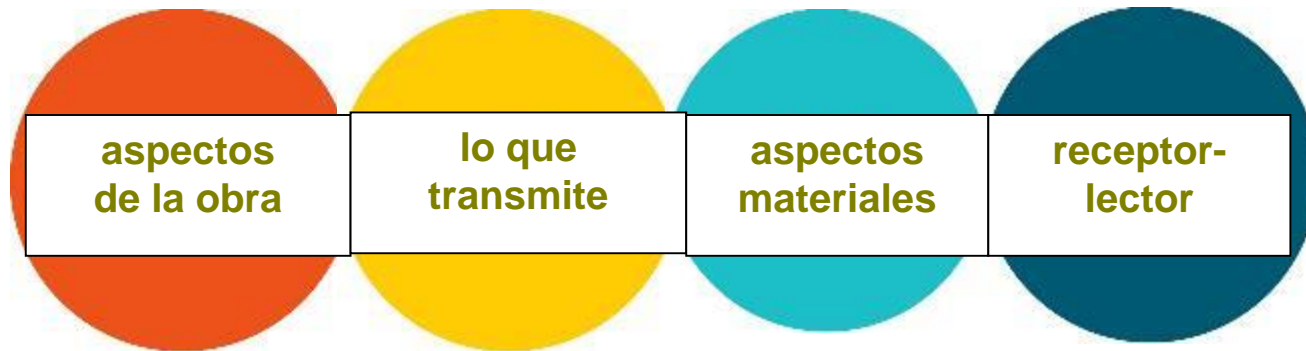 aspectos
de la obra
lo que
transmite
aspectos
materiales
receptor-
lector